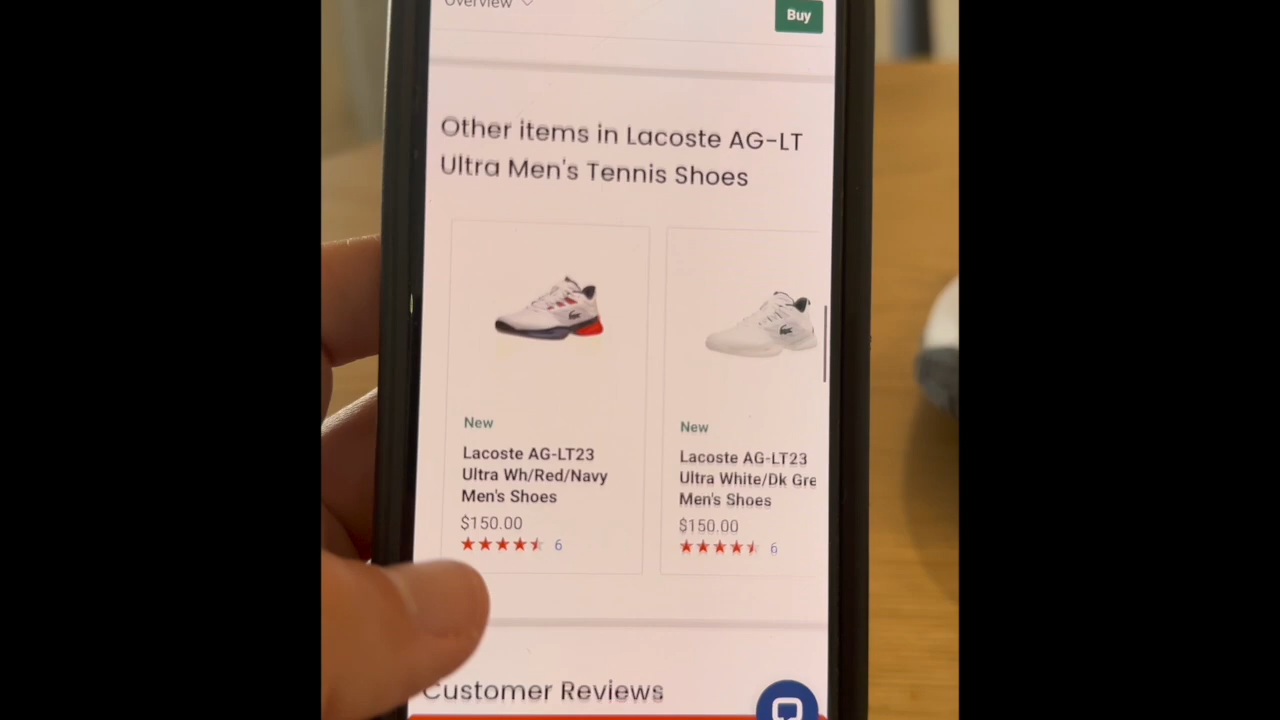 Overview
Buy
Other items in Lacoste AG-LT
Ultra Men's Tennis Shoes
New
Lacoste AG-LT23
Ultra Wh/Red/Navy
Men's Shoes
$150.00
6
New
Lacoste AG-LT23
Ultra White/Dk Gre
Men's Shoes
$150.00
6
Customer Reviews